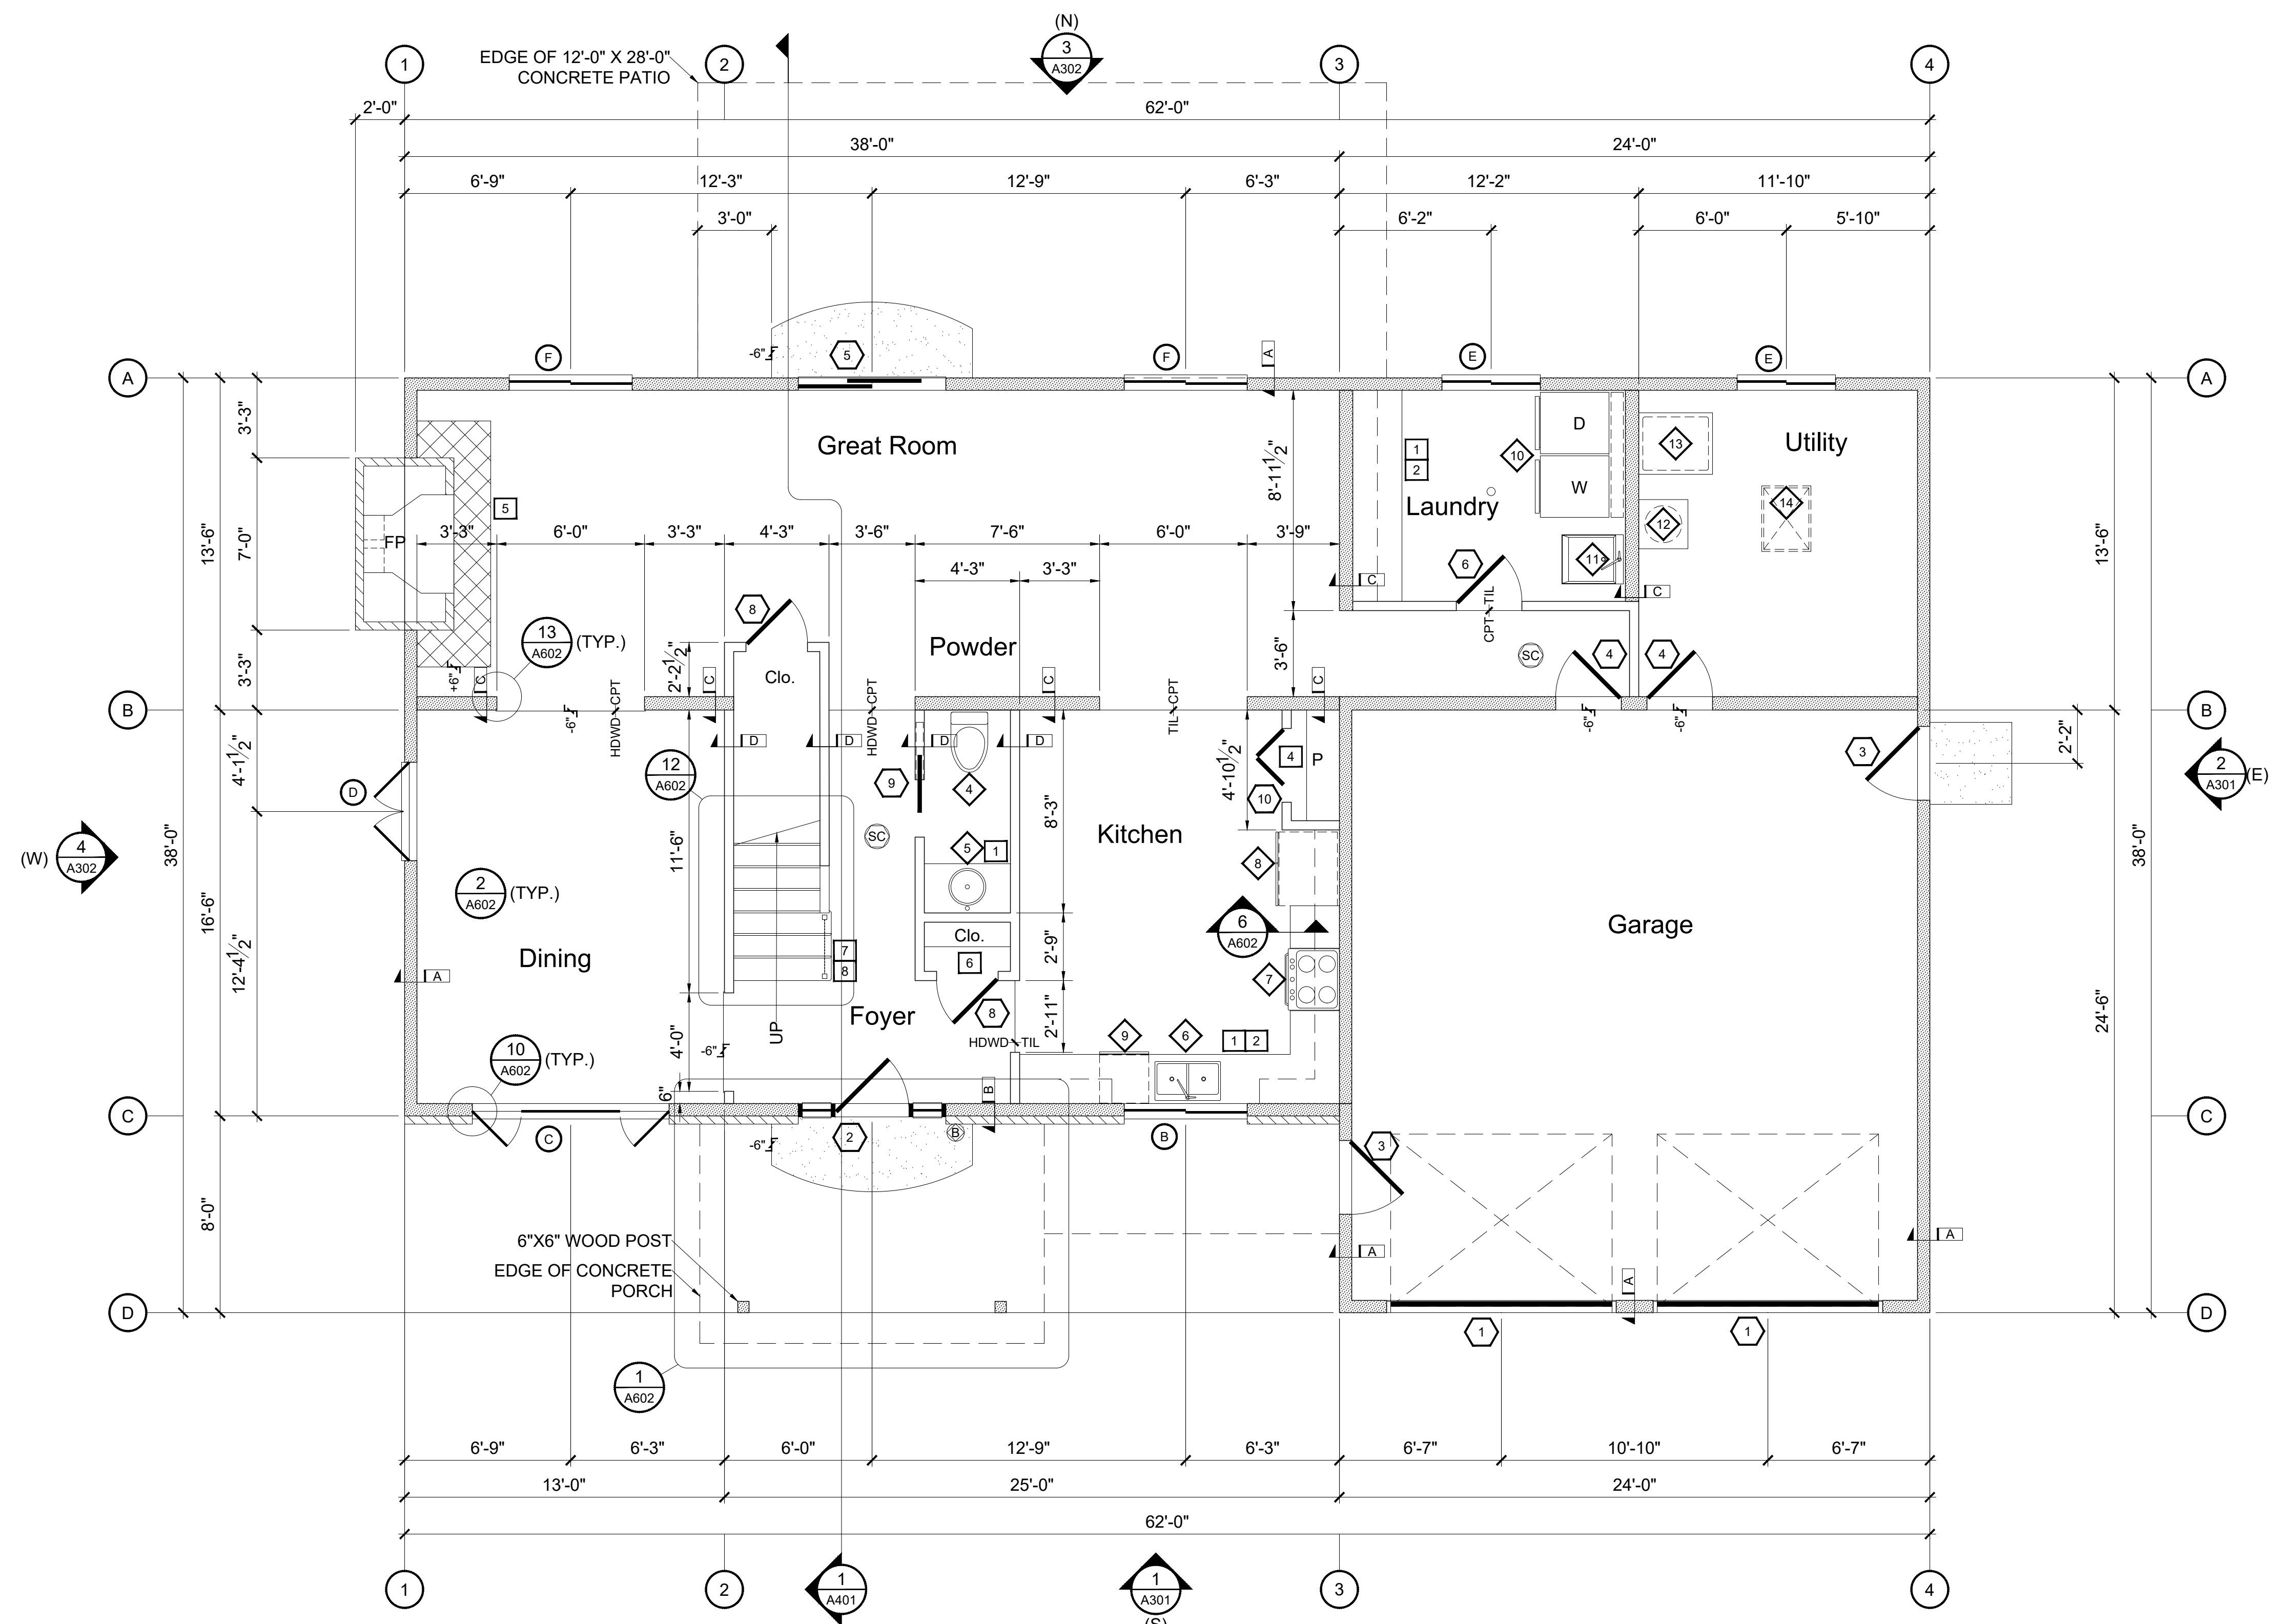 (N)
3
A302
1
2
3
4
EDGE OF 12'-0" X 28'-0"
CONCRETE PATIO
2'-0"
62'-0"
38'-0"
24'-0"
6'-9"
12'-3"
12'-9"
6'-3"
12'-2"
11'-10"
3'-0"
6'-2"
6'-0"
5'-10"
F
-6"
5
F
A
E
E
A
A
3'-3"
13'-6"
7'-0"
3'-3"
13'-6"
Great Room
D
W
10
1
2
Laundry
13
Utility
14
12
11
8'-11 1/2"
5
FP
3'-3"
6'-0"
3'-3"
4'-3"
3'-6"
7'-6"
6'-0"
3'-9"
4'-3"
3'-3"
6
C
C
CPT
TIL
8
13
A602
(TYP.)
2'-2 1/2"
Clo.
Powder
3'-6"
SC
4
4
+6"
C
C
C
C
B
B
-6"
HDWD
CPT
HDWD
CPT
TIL
CPT
-6"
-6"
4'-1 1/2"
D
D
D
D
D
12
A602
9
4
4'-10 1/2"
4
P
10
3
2'-2"
2
A301
(E)
(W)
4
A302
38'-0"
16'-6"
12'-4 1/2"
38'-0"
24'-6"
11'-6"
SC
8'-3"
Kitchen
5
1
8
2
A602
(TYP.)
6
A602
Garage
Clo.
6
2'-9"
Dining
7
8
7
A
Foyer
8
2'-11"
UP
4'-0"
-6"
HDWD
TIL
9
6
1
2
10
A602
(TYP.)
6"
B
C
C
C
-6"
2
B
B
3
8'-0"
A
A
6"X6" WOOD POST
EDGE OF CONCRETE
PORCH
A
D
D
1
1
1
A602
6'-9"
6'-3"
6'-0"
12'-9"
6'-3"
6'-7"
10'-10"
6'-7"
13'-0"
25'-0"
24'-0"
62'-0"
1
2
1
A401
1
A301
3
4